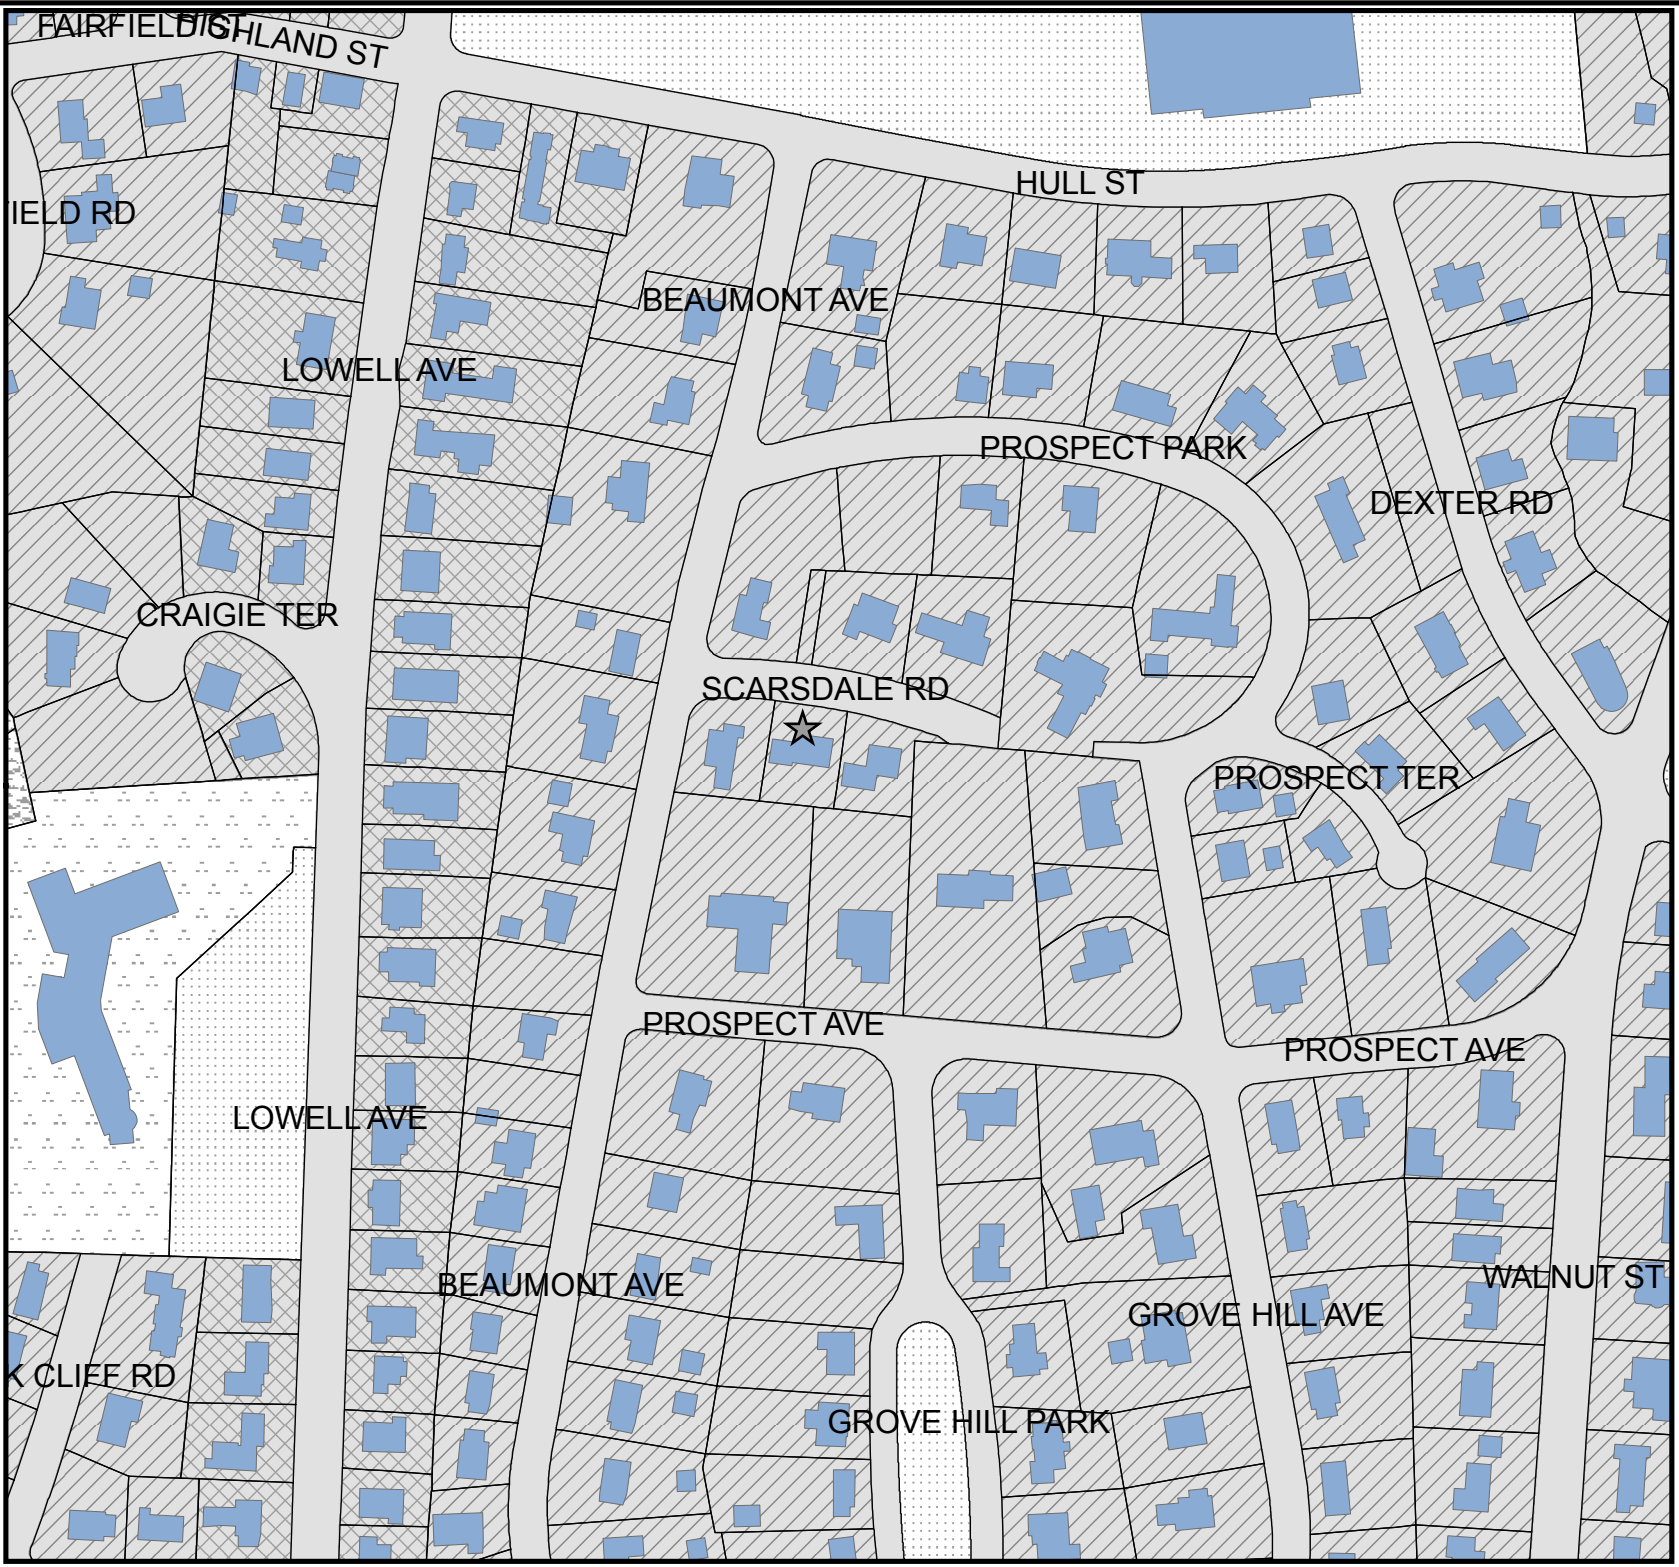 FAIRFIELD ST
HIGHLAND ST
HULL ST
FIELD RD
BEAUMONT AVE
LOWELL AVE
PROSPECT PARK
DEXTER RD
CRAIGIE TER
SCARSDALE RD
PROSPECT TER
PROSPECT AVE
PROSPECT AVE
LOWELL AVE
WALNUT ST
BEAUMONT AVE
GROVE HILL AVE
K CLIFF RD
GROVE HILL PARK